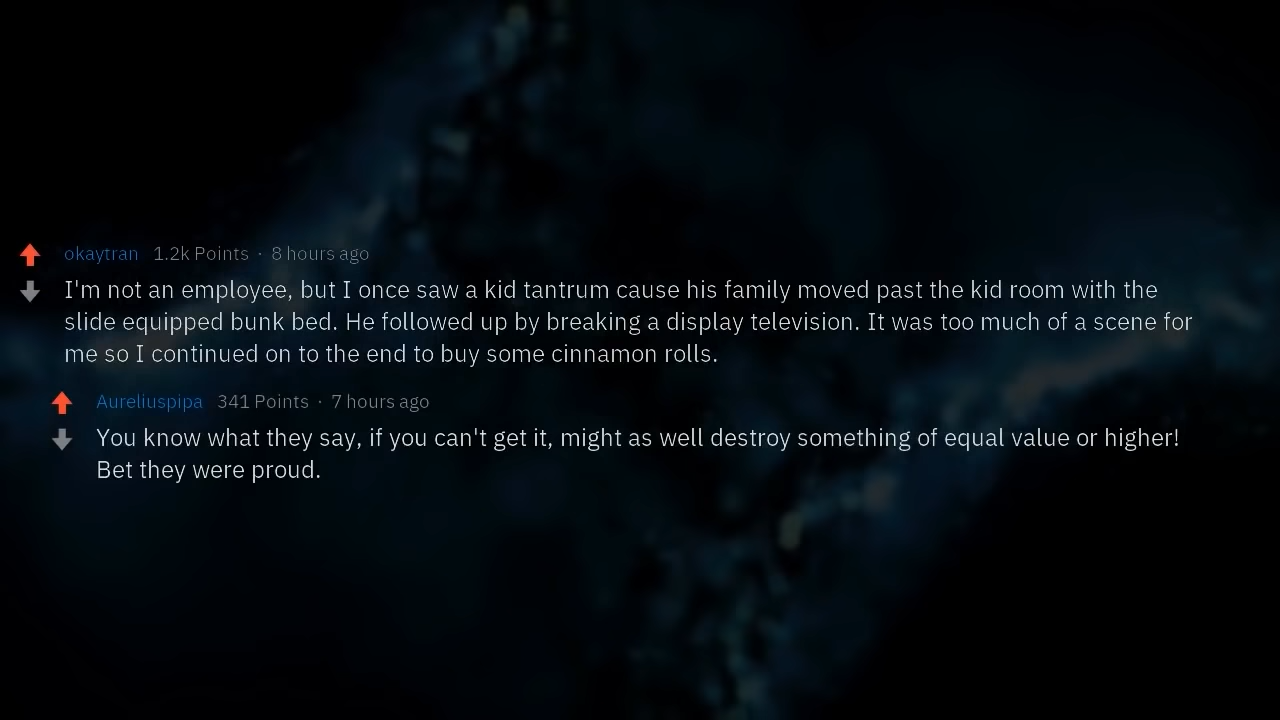 okaytran 1.2k Points · 8 hours ago
I'm not an employee, but I once saw a kid tantrum cause his family moved past the kid room with the
slide equipped bunk bed. He followed up by breaking a display television. It was too much of a scene for
me so I continued on to the end to buy some cinnamon rolls.
Aureliuspipa 341 Points · 7 hours ago
You know what they say, if you can't get it, might as well destroy something of equal value or higher!
Bet they were proud.